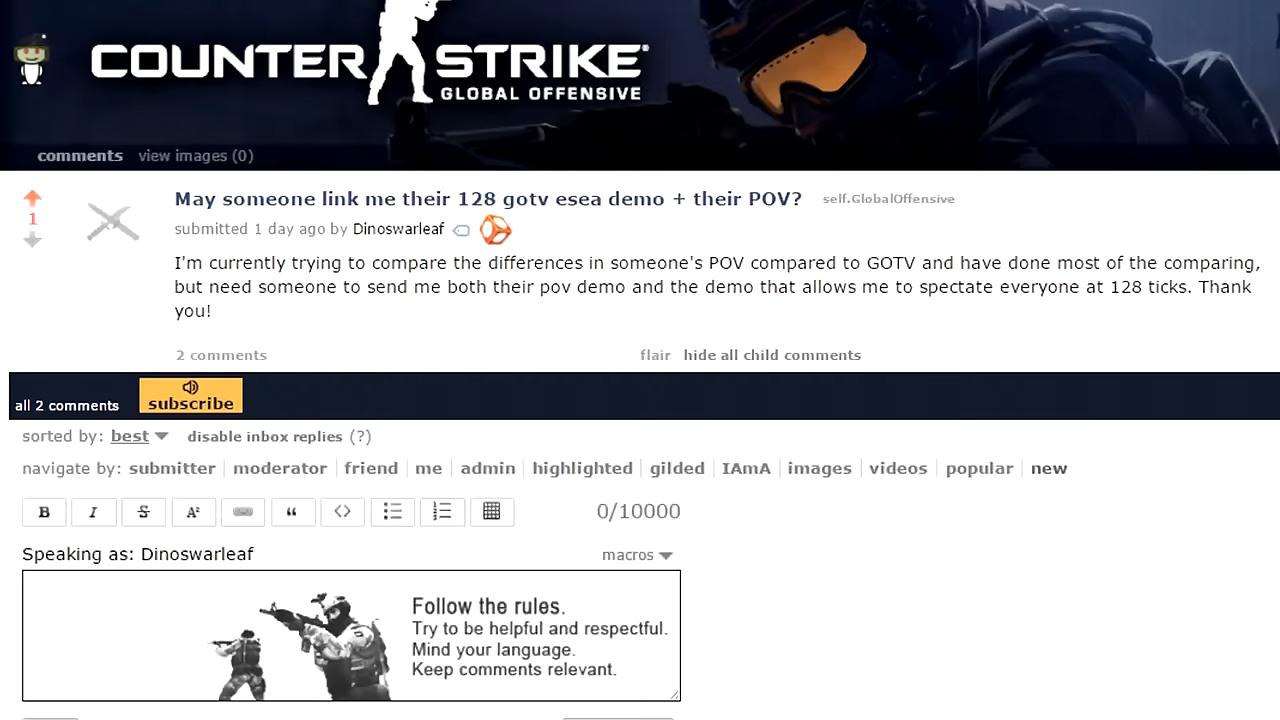 COUNTER STRIKE
GLOBAL OFFENSIVE
comments view images (0)
May someone link me their 128 gotv esea demo + their POV? self.GlobalOffensive
1
submitted 1 day ago by Dinoswarleaf
I'm currently trying to compare the differences in someone's POV compared to GOTV and have done most of the comparing,
but need someone to send me both their pov demo and the demo that allows me to spectate everyone at 128 ticks. Thank
you!
2 comments flair hide all child comments
all 2 comments subscribe
sorted by: best disable inbox replies (?)
navigate by: submitter moderator friend me admin highlighted gilded IAmA images videos popular new
B I S A² “ <> 0/10000
Speaking as: Dinoswarleaf macros
Follow the rules.
Try to be helpful and respectful.
Mind your language.
Keep comments relevant.